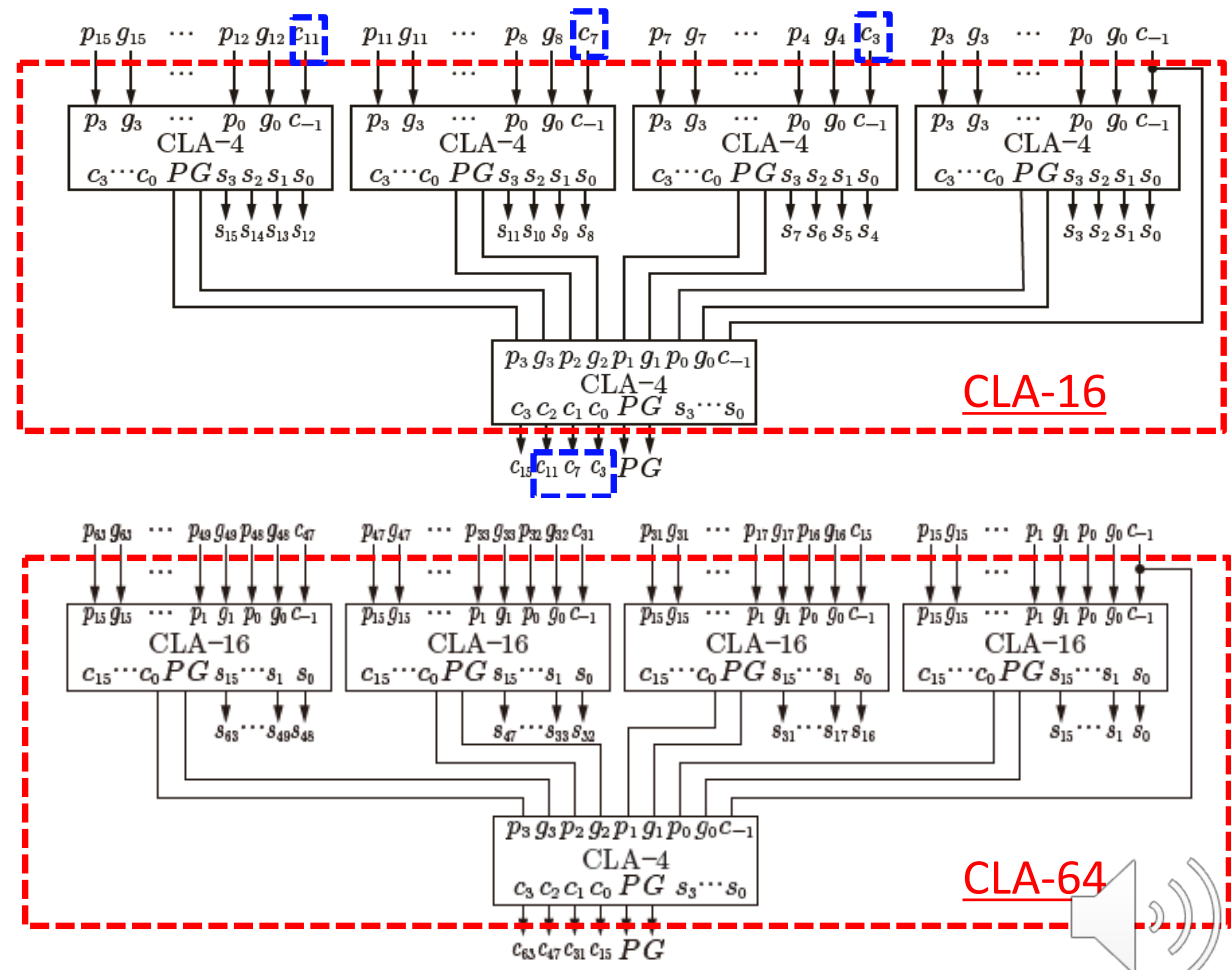 p₁₅ g₁₅ ⋯ p₁₂ g₁₂ c₁₁ p₁₁ g₁₁ ⋯ p₈ g₈ c₇ p₇ g₇ ⋯ p₄ g₄ c₃ p₃ g₃ ⋯ p₀ g₀ c₋₁
⋯ ⋯ ⋯ ⋯
p₃ g₃ ⋯ p₀ g₀ c₋₁ p₃ g₃ ⋯ p₀ g₀ c₋₁ p₃ g₃ ⋯ p₀ g₀ c₋₁ p₃ g₃ ⋯ p₀ g₀ c₋₁
CLA–4 CLA–4 CLA–4 CLA–4
c₃⋯c₀ P G s₃ s₂ s₁ s₀ c₃⋯c₀ P G s₃ s₂ s₁ s₀ c₃⋯c₀ P G s₃ s₂ s₁ s₀ c₃⋯c₀ P G s₃ s₂ s₁ s₀
s₁₅ s₁₄ s₁₃ s₁₂ s₁₁ s₁₀ s₉ s₈ s₇ s₆ s₅ s₄ s₃ s₂ s₁ s₀
p₃ g₃ p₂ g₂ p₁ g₁ p₀ g₀ c₋₁
CLA–4
c₃ c₂ c₁ c₀ P G s₃⋯s₀
CLA-16
c₁₅ c₁₁ c₇ c₃ P G
p₆₃ g₆₃ ⋯ p₄₉ g₄₉ p₄₈ g₄₈ c₄₇ p₄₇ g₄₇ ⋯ p₃₃ g₃₃ p₃₂ g₃₂ c₃₁ p₃₁ g₃₁ ⋯ p₁₇ g₁₇ p₁₆ g₁₆ c₁₅ p₁₅ g₁₅ ⋯ p₁ g₁ p₀ g₀ c₋₁
⋯ ⋯ ⋯ ⋯
p₁₅ g₁₅ ⋯ p₁ g₁ p₀ g₀ c₋₁ p₁₅ g₁₅ ⋯ p₁ g₁ p₀ g₀ c₋₁ p₁₅ g₁₅ ⋯ p₁ g₁ p₀ g₀ c₋₁ p₁₅ g₁₅ ⋯ p₁ g₁ p₀ g₀ c₋₁
CLA–16 CLA–16 CLA–16 CLA–16
c₁₅⋯c₀ P G s₁₅⋯s₁ s₀ c₁₅⋯c₀ P G s₁₅⋯s₁ s₀ c₁₅⋯c₀ P G s₁₅⋯s₁ s₀ c₁₅⋯c₀ P G s₁₅⋯s₁ s₀
s₆₃⋯s₄₉ s₄₈ s₄₇⋯s₃₃ s₃₂ s₃₁⋯s₁₇ s₁₆ s₁₅⋯s₁ s₀
p₃ g₃ p₂ g₂ p₁ g₁ p₀ g₀ c₋₁
CLA–4
c₃ c₂ c₁ c₀ P G s₃⋯s₀
CLA-64
c₆₃ c₄₇ c₃₁ c₁₅ P G